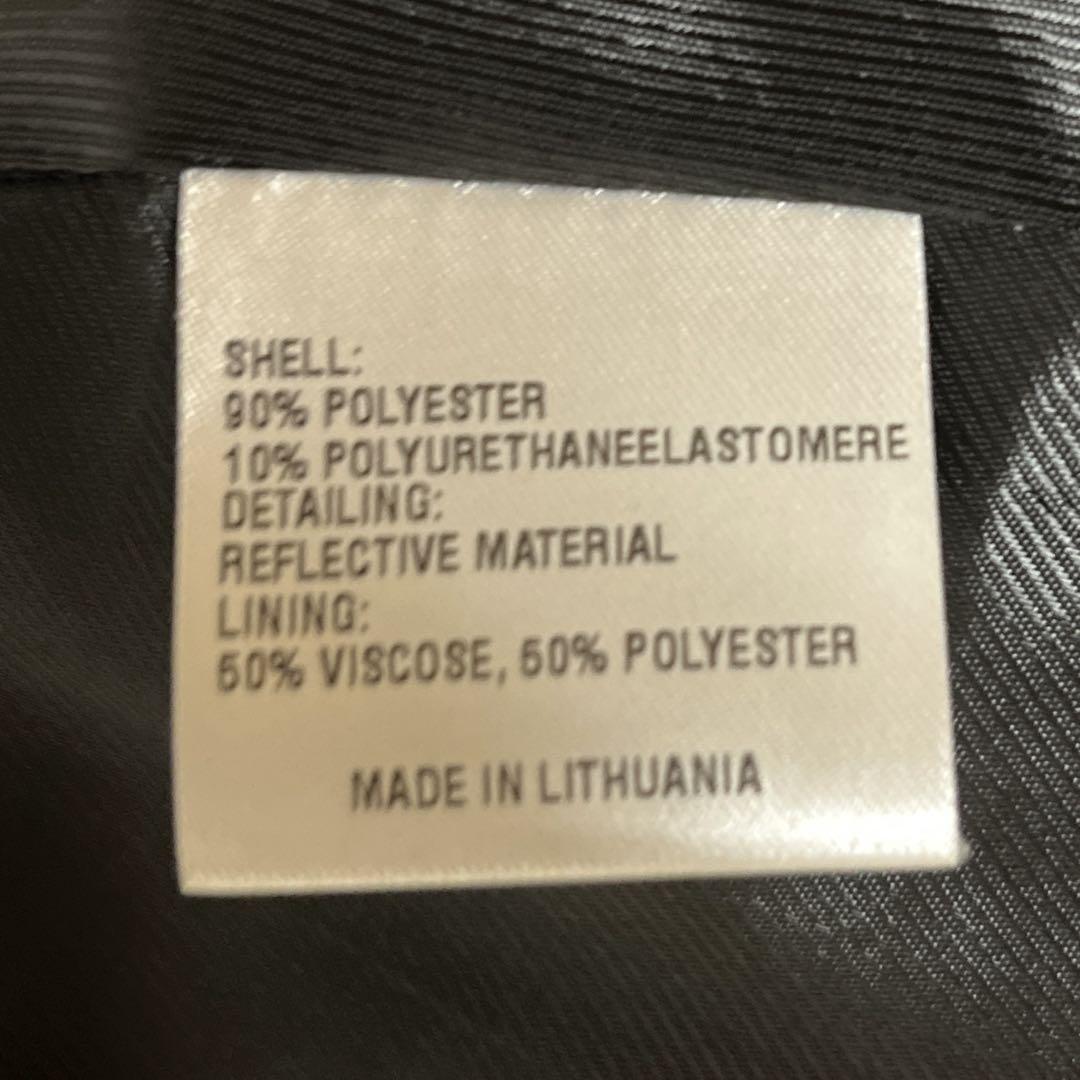 SHELL:
90% POLYESTER
10% POLYURETHANEELASTOMERE
DETAILING:
REFLECTIVE MATERIAL
LINING:
50% VISCOSE, 50% POLYESTER
MADE IN LITHUANIA